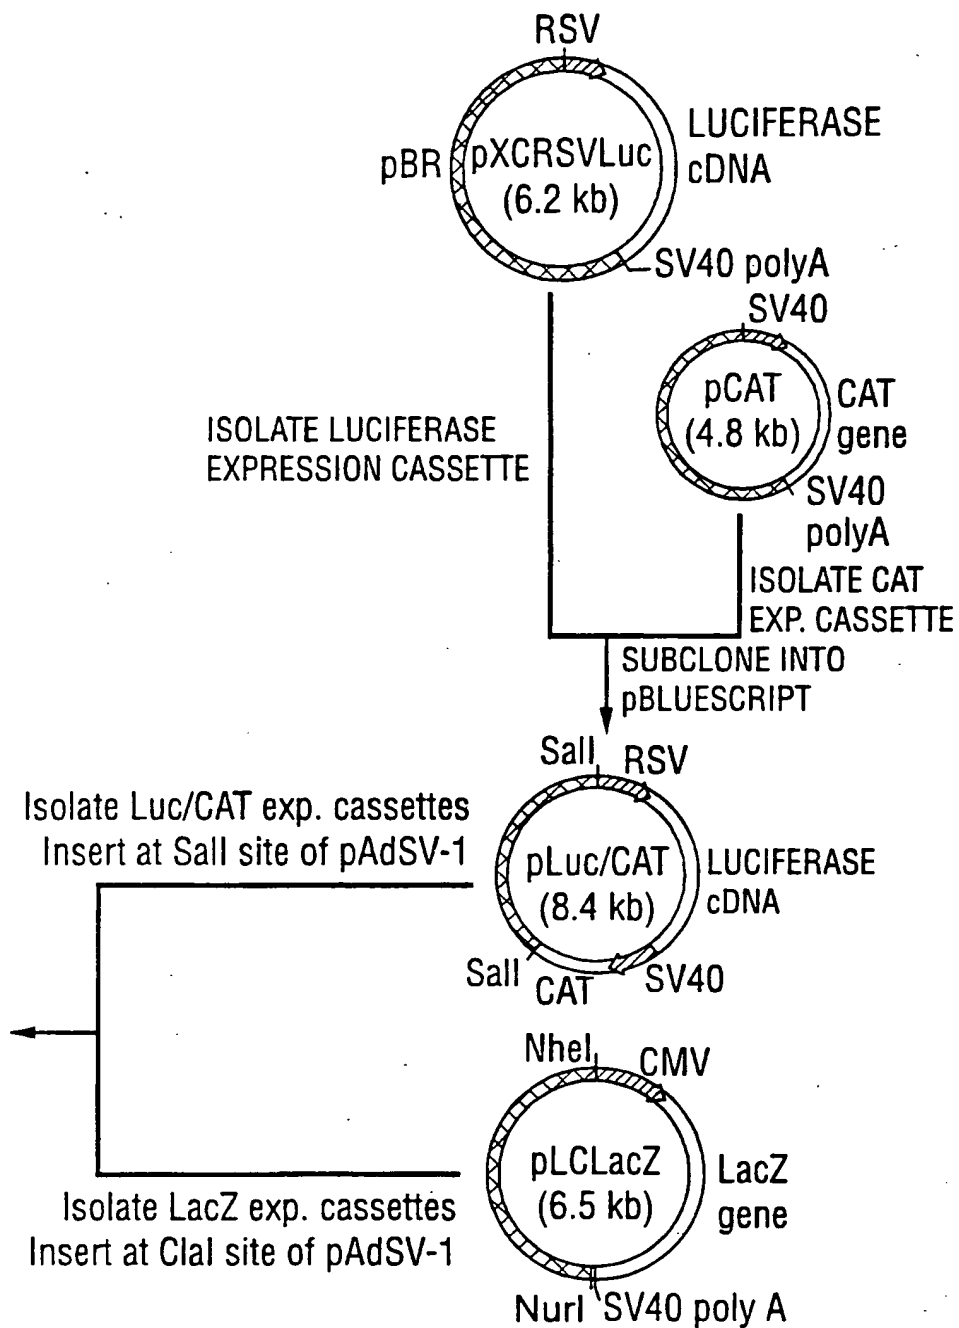 RSV
pBR
pXCRSVLuc
(6.2 kb)
LUCIFERASE
cDNA
SV40 polyA
SV40
pCAT
(4.8 kb)
CAT
gene
SV40
polyA
ISOLATE LUCIFERASE
EXPRESSION CASSETTE
ISOLATE CAT
EXP. CASSETTE
SUBCLONE INTO
pBLUESCRIPT
SalI
RSV
Isolate Luc/CAT exp. cassettes
Insert at SalI site of pAdSV-1
pLuc/CAT
(8.4 kb)
LUCIFERASE
cDNA
SalI
CAT
SV40
NheI
CMV
pLCLacZ
(6.5 kb)
LacZ
gene
Isolate LacZ exp. cassettes
Insert at ClaI site of pAdSV-1
NurI
SV40 poly A